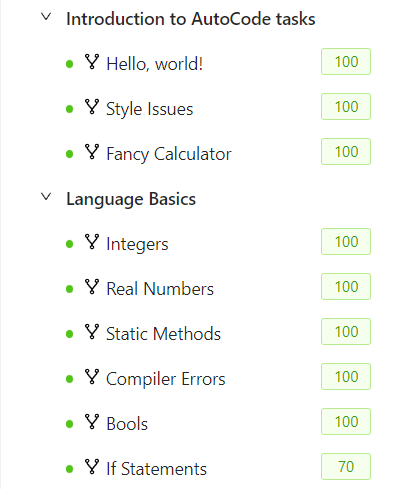 Introduction to AutoCode tasks
Hello, world! 100
Style Issues 100
Fancy Calculator 100
Language Basics
Integers 100
Real Numbers 100
Static Methods 100
Compiler Errors 100
Bools 100
If Statements 70